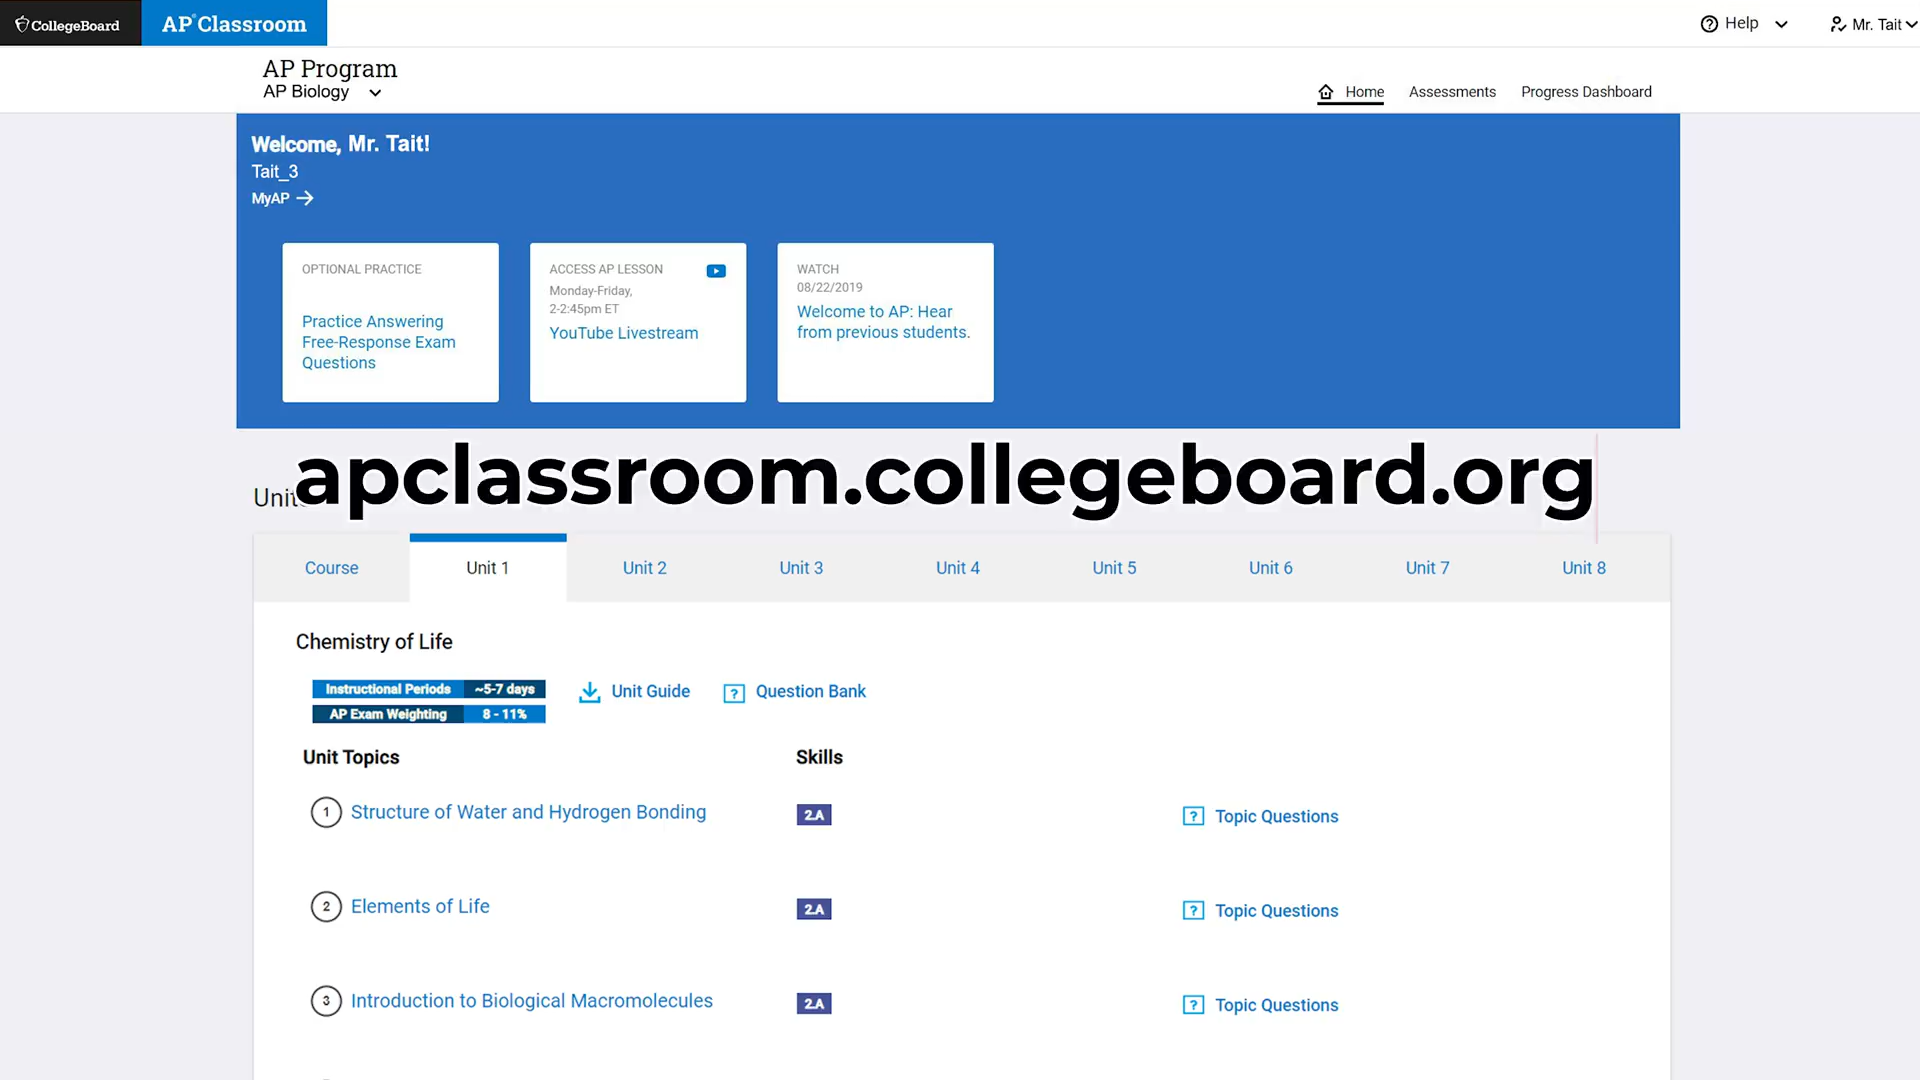 CollegeBoard
AP Classroom
Help
Mr. Tait
AP Program
AP Biology
Home
Assessments
Progress Dashboard
Welcome, Mr. Tait!
Tait_3
MyAP
OPTIONAL PRACTICE
Practice Answering
Free-Response Exam
Questions
ACCESS AP LESSON
Monday-Friday,
2-2:45pm ET
YouTube Livestream
WATCH
08/22/2019
Welcome to AP: Hear
from previous students.
apclassroom.collegeboard.org
Course
Unit 1
Unit 2
Unit 3
Unit 4
Unit 5
Unit 6
Unit 7
Unit 8
Chemistry of Life
Instructional Periods ~5-7 days
AP Exam Weighting 8 - 11%
Unit Guide
Question Bank
Unit Topics
Skills
1 Structure of Water and Hydrogen Bonding
2.A
Topic Questions
2 Elements of Life
2.A
Topic Questions
3 Introduction to Biological Macromolecules
2.A
Topic Questions